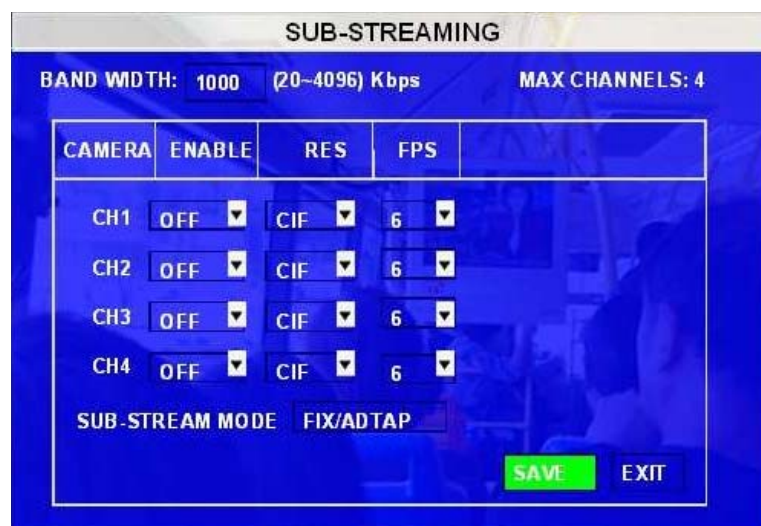 SUB-STREAMING
BAND WIDTH: 1000 (20~4096) Kbps MAX CHANNELS: 4
CAMERA ENABLE RES FPS
CH1 OFF CIF 6
CH2 OFF CIF 6
CH3 OFF CIF 6
CH4 OFF CIF 6
SUB-STREAM MODE FIX/ADTAP
SAVE EXIT